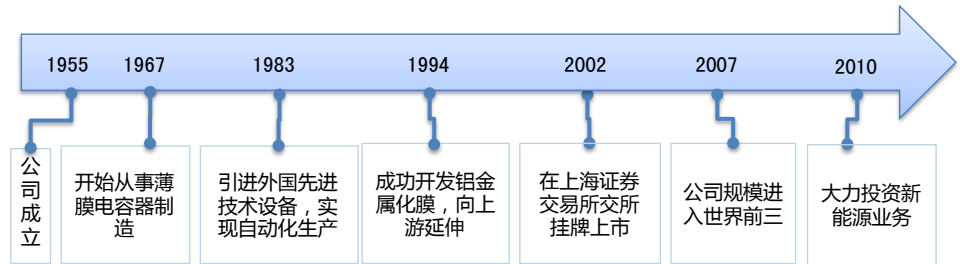 1955 1967 1983 1994 2002 2007 2010
公
司
成
立
开始从事薄
膜电容器制
造
引进外国先进
技术设备，实
现自动化生产
成功开发铝金
属化膜，向上
游延伸
在上海证券
交易所交所
挂牌上市
公司规模进
入世界前三
大力投资新
能源业务